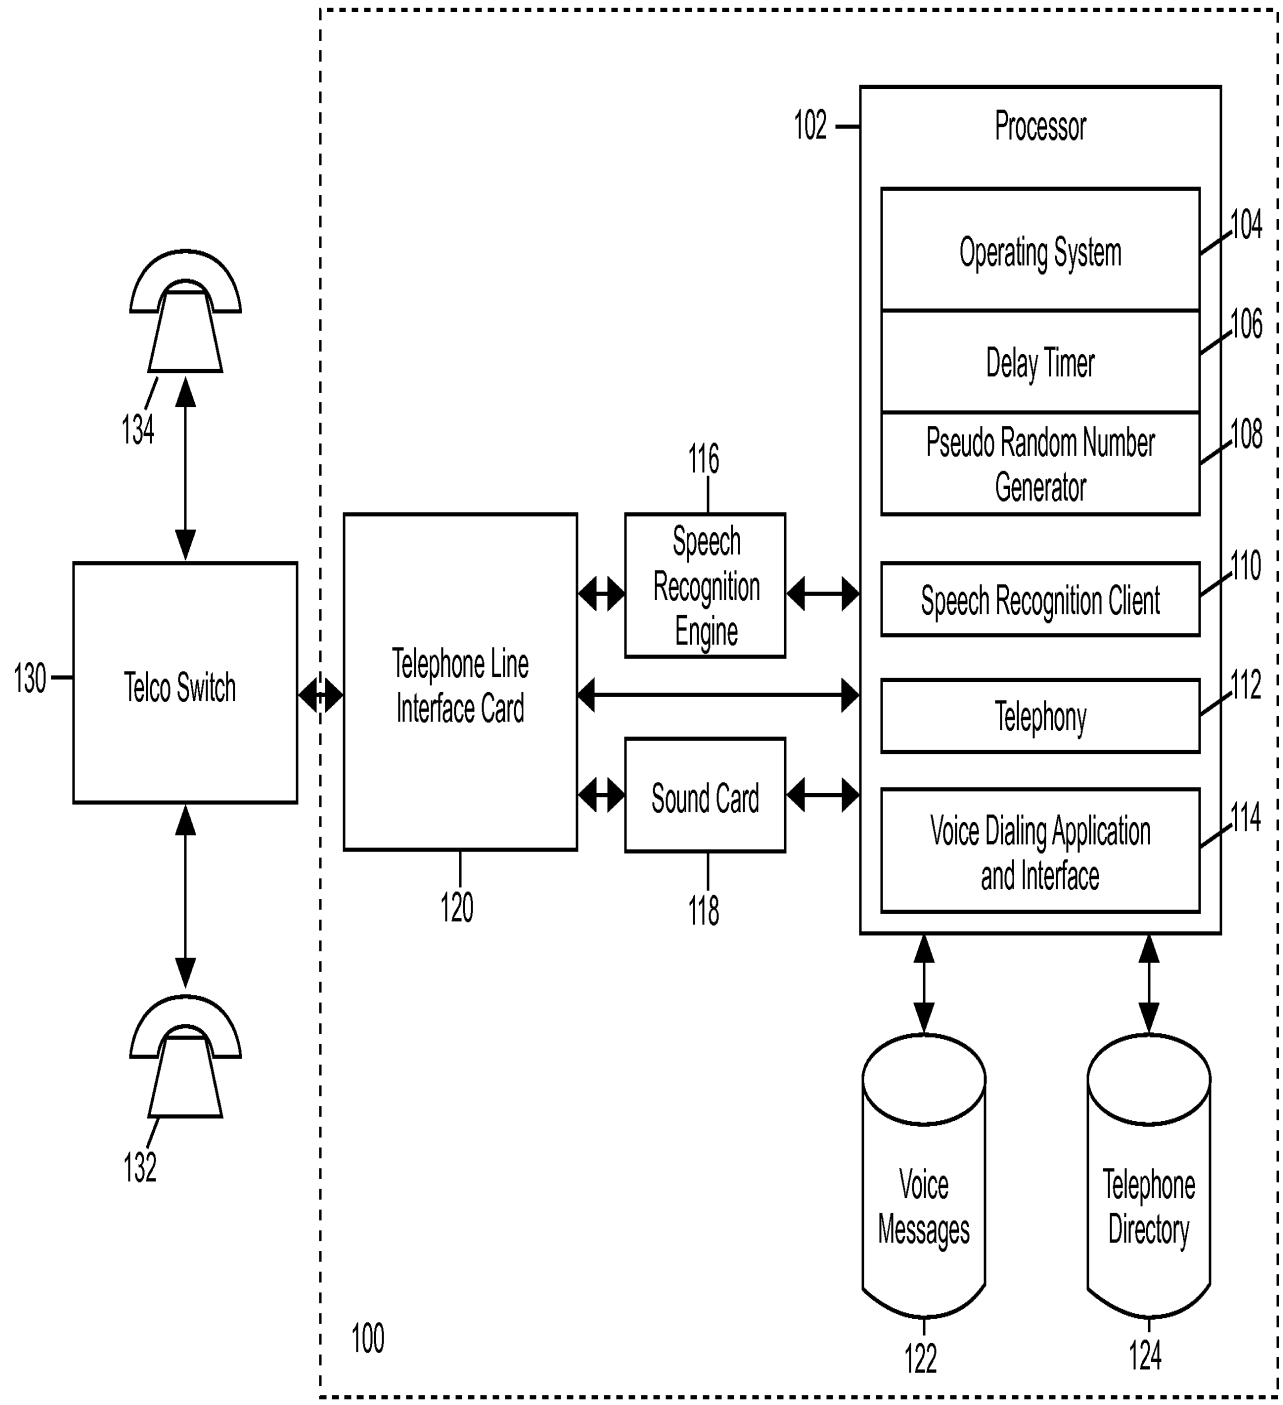 102
Processor
104
Operating System
106
Delay Timer
108
Pseudo Random Number
Generator
134
116
Speech
Recognition
Engine
110
Speech Recognition Client
130
Telco Switch
Telephone Line
Interface Card
112
Telephony
Sound Card
114
Voice Dialing Application
and Interface
120
118
132
Voice
Messages
Telephone
Directory
100
122
124